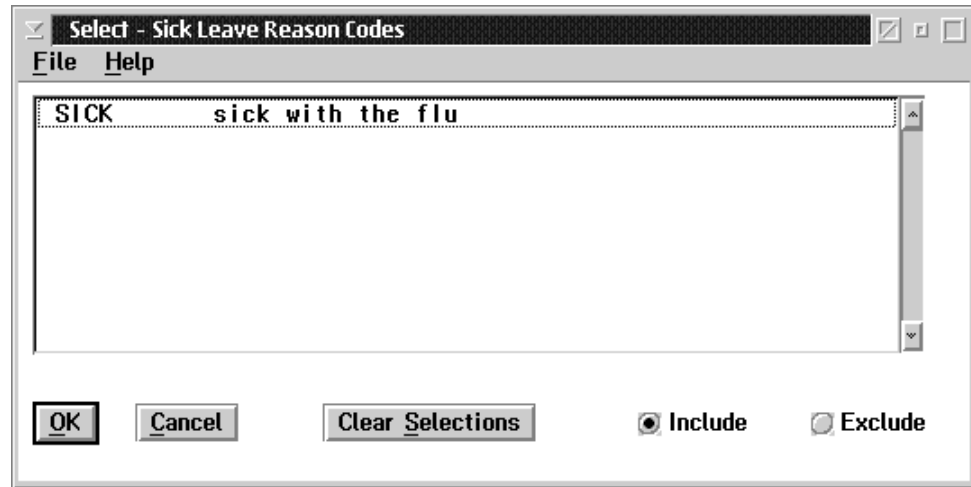 Select - Sick Leave Reason Codes
File Help
SICK sick with the flu
OK Cancel Clear Selections Include Exclude